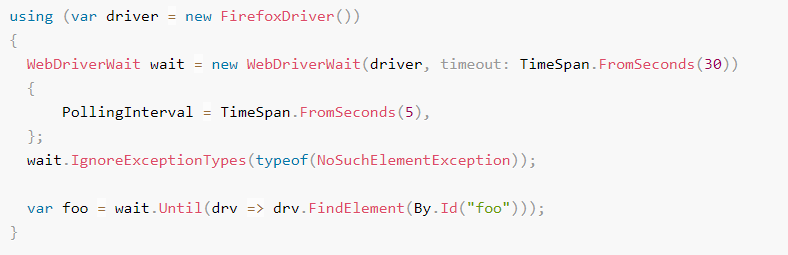 using (var driver = new FirefoxDriver())
{
  WebDriverWait wait = new WebDriverWait(driver, timeout: TimeSpan.FromSeconds(30))
  {
      PollingInterval = TimeSpan.FromSeconds(5),
  };
  wait.IgnoreExceptionTypes(typeof(NoSuchElementException));

  var foo = wait.Until(drv => drv.FindElement(By.Id("foo")));
}